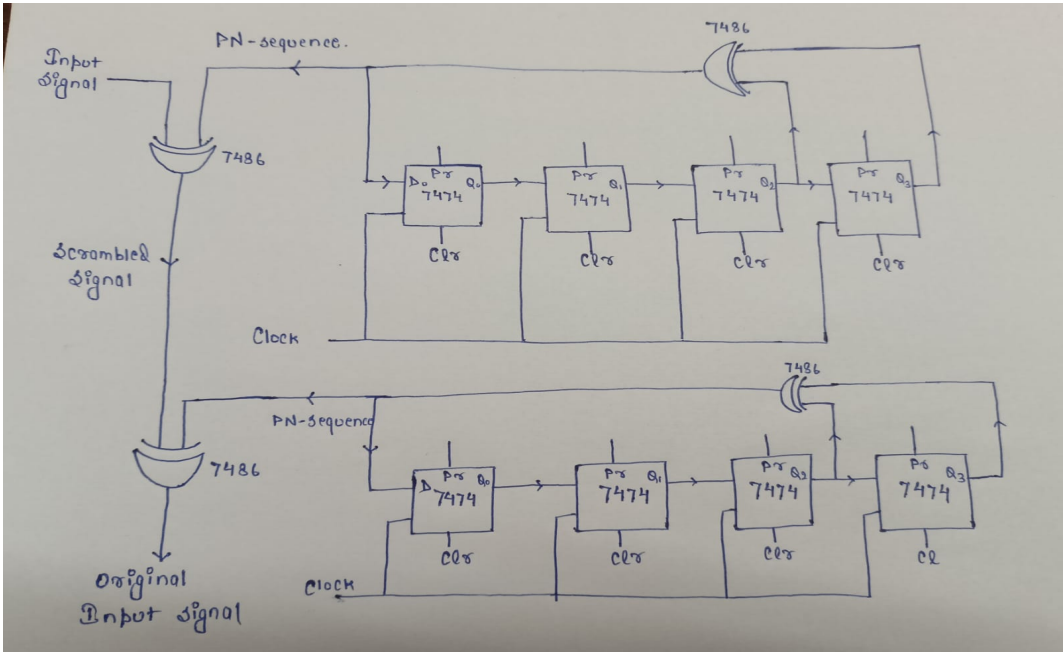 PN-sequence.
7486
Input
Signal
7486
Pr
D₀ Q₀
7474
Clr
Pr
Q₁
7474
Clr
Pr
Q₂
7474
Clr
Pr
Q₃
7474
Clr
Scrambled
Signal
Clock
7486
PN-sequence
7486
Pr
D Q₀
7474
Clr
Pr
Q₁
7474
Clr
Pr
Q₂
7474
Clr
Pr
Q₃
7474
Cl
Original
Input signal
Clock